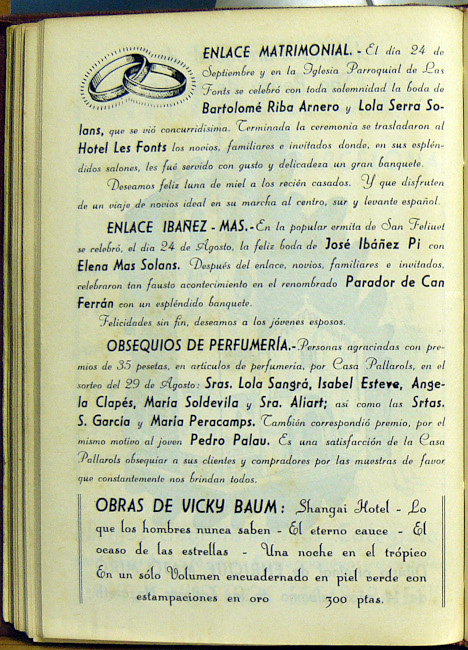 ENLACE MATRIMONIAL. - El día 24 de
Septiembre y en la Iglesia Parroquial de Las
Fonts se celebró con toda solemnidad la boda de
Bartolomé Riba Arnero y Lola Serra So-
lans, que se vió concurridisima. Terminada la ceremonia se trasladaron al
Hotel Les Fonts los novios, familiares e invitados donde, en sus esplén-
didos salones, les fué servido con gusto y delicadeza un gran banquete.
Deseamos feliz luna de miel a los recién casados. Y que disfruten
de un viaje de novios ideal en su marcha al centro, sur y levante español.
ENLACE IBAÑEZ - MAS. - En la popular ermita de San Feliuet
se celebró, el día 24 de Agosto, la feliz boda de José Ibáñez Pi con
Elena Mas Solans. Después del enlace, novios, familiares e invitados,
celebraron tan fausto acontecimiento en el renombrado Parador de Can
Ferrán con un espléndido banquete.
Felicidades sin fin, deseamos a los jóvenes esposos.
OBSEQUIOS DE PERFUMERÍA. - Personas agraciadas con pre-
mios de 35 pesetas, en artículos de perfumería, por Casa Pallarols, en el
sorteo del 29 de Agosto: Sras. Lola Sangrá, Isabel Esteve, Ange-
la Clapés, María Soldevila y Sra. Aliart; así como las Srtas.
S. García y María Peracamps. También correspondió premio, por el
mismo motivo al joven Pedro Palau. Es una satisfacción de la Casa
Pallarols obsequiar a sus clientes y compradores por las muestras de favor
que constantemente nos brindan todos.
OBRAS DE VICKY BAUM: Shangai Hotel - Lo
que los hombres nunca saben - El eterno cauce - El
ocaso de las estrellas - Una noche en el trópico
En un sólo Volumen encuadernado en piel verde con
estampaciones en oro 300 ptas.